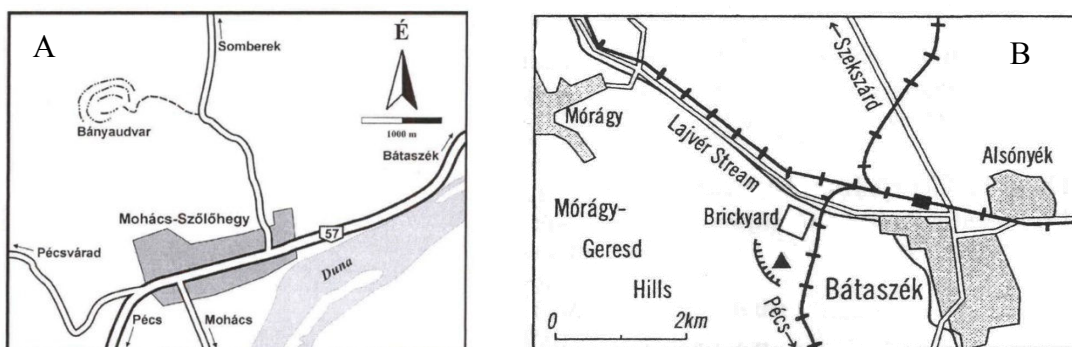 A
É
Somberek
Bányaudvar
1000 m
Bátaszék
Mohács-Szőlőhegy
57
Pécsvárad
Duna
Pécs
Mohács
B
Szekszárd
Mórágy
Lajvér Stream
Alsónyék
Mórágy-
Geresd
Hills
Brickyard
Bátaszék
Pécs
0 2km